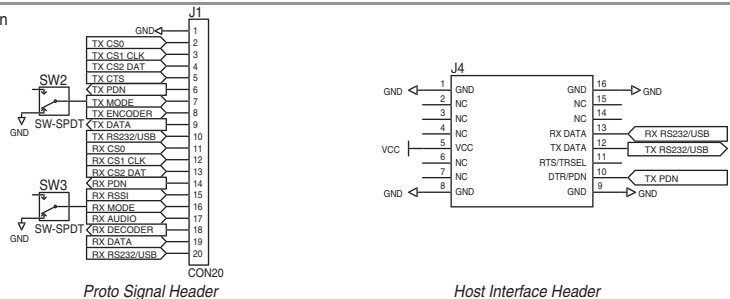 n
J1
GND 1
TX CS0 2
TX CS1 CLK 3
TX CS2 DAT 4
TX CTS 5
TX PDN 6
SW2
TX MODE 7
TX ENCODER 8
GND SW-SPDT TX DATA 9
TX RS232/USB 10
RX CS0 11
RX CS1 CLK 12
RX CS2 DAT 13
RX PDN 14
SW3
RX RSSI 15
RX MODE 16
RX AUDIO 17
GND SW-SPDT RX DECODER 18
RX DATA 19
RX RS232/USB 20
CON20
Proto Signal Header
J4
GND 1 GND GND 16 GND
2 NC NC 15
3 NC NC 14
4 NC RX DATA 13 RX RS232/USB
VCC 5 VCC TX DATA 12 TX RS232/USB
6 NC RTS/TRSEL 11
7 NC DTR/PDN 10 TX PDN
GND 8 GND GND 9 GND
Host Interface Header